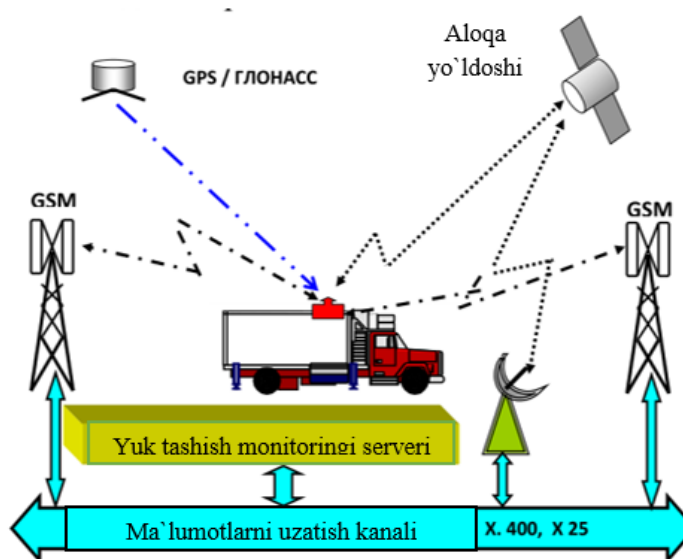 Aloqa
yo`ldoshi
GPS / ГЛОНАСС
GSM
GSM
Yuk tashish monitoringi serveri
Ma`lumotlarni uzatish kanali
X. 400, X 25